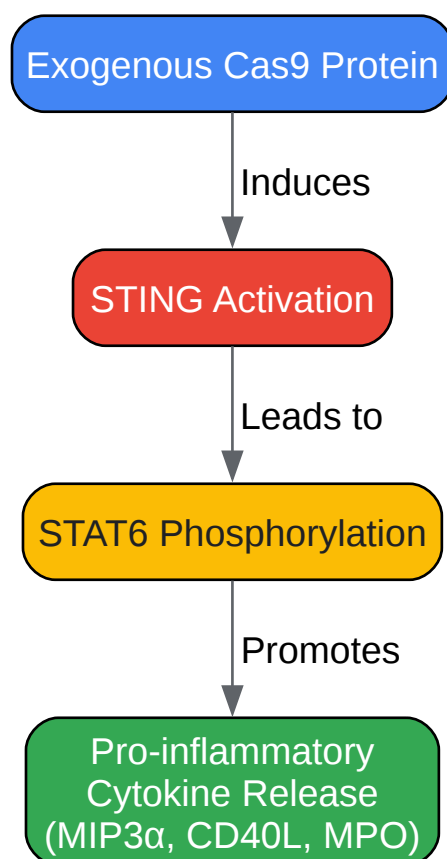 Exogenous Cas9 Protein
Induces
STING Activation
Leads to
STAT6 Phosphorylation
Promotes
Pro-inflammatory
Cytokine Release
(MIP3α, CD40L, MPO)